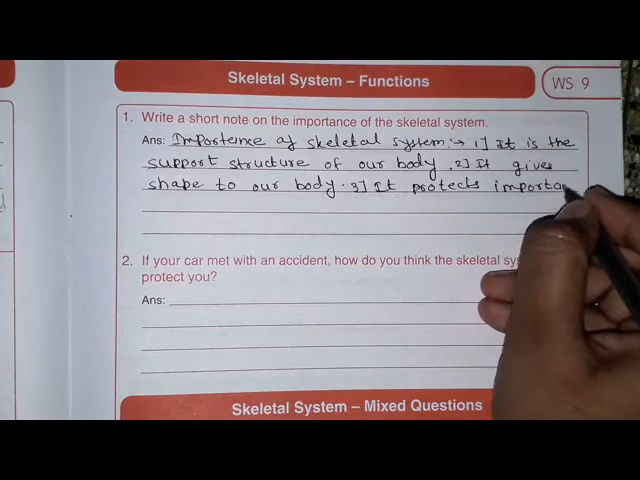 Skeletal System – Functions
WS 9
1. Write a short note on the importance of the skeletal system.
Ans: Importance of skeletal system :→ 1] It is the
support structure of our body . 2] It gives
shape to our body . 3] It protects importa
2. If your car met with an accident, how do you think the skeletal sy
protect you?
Ans:
Skeletal System – Mixed Questions